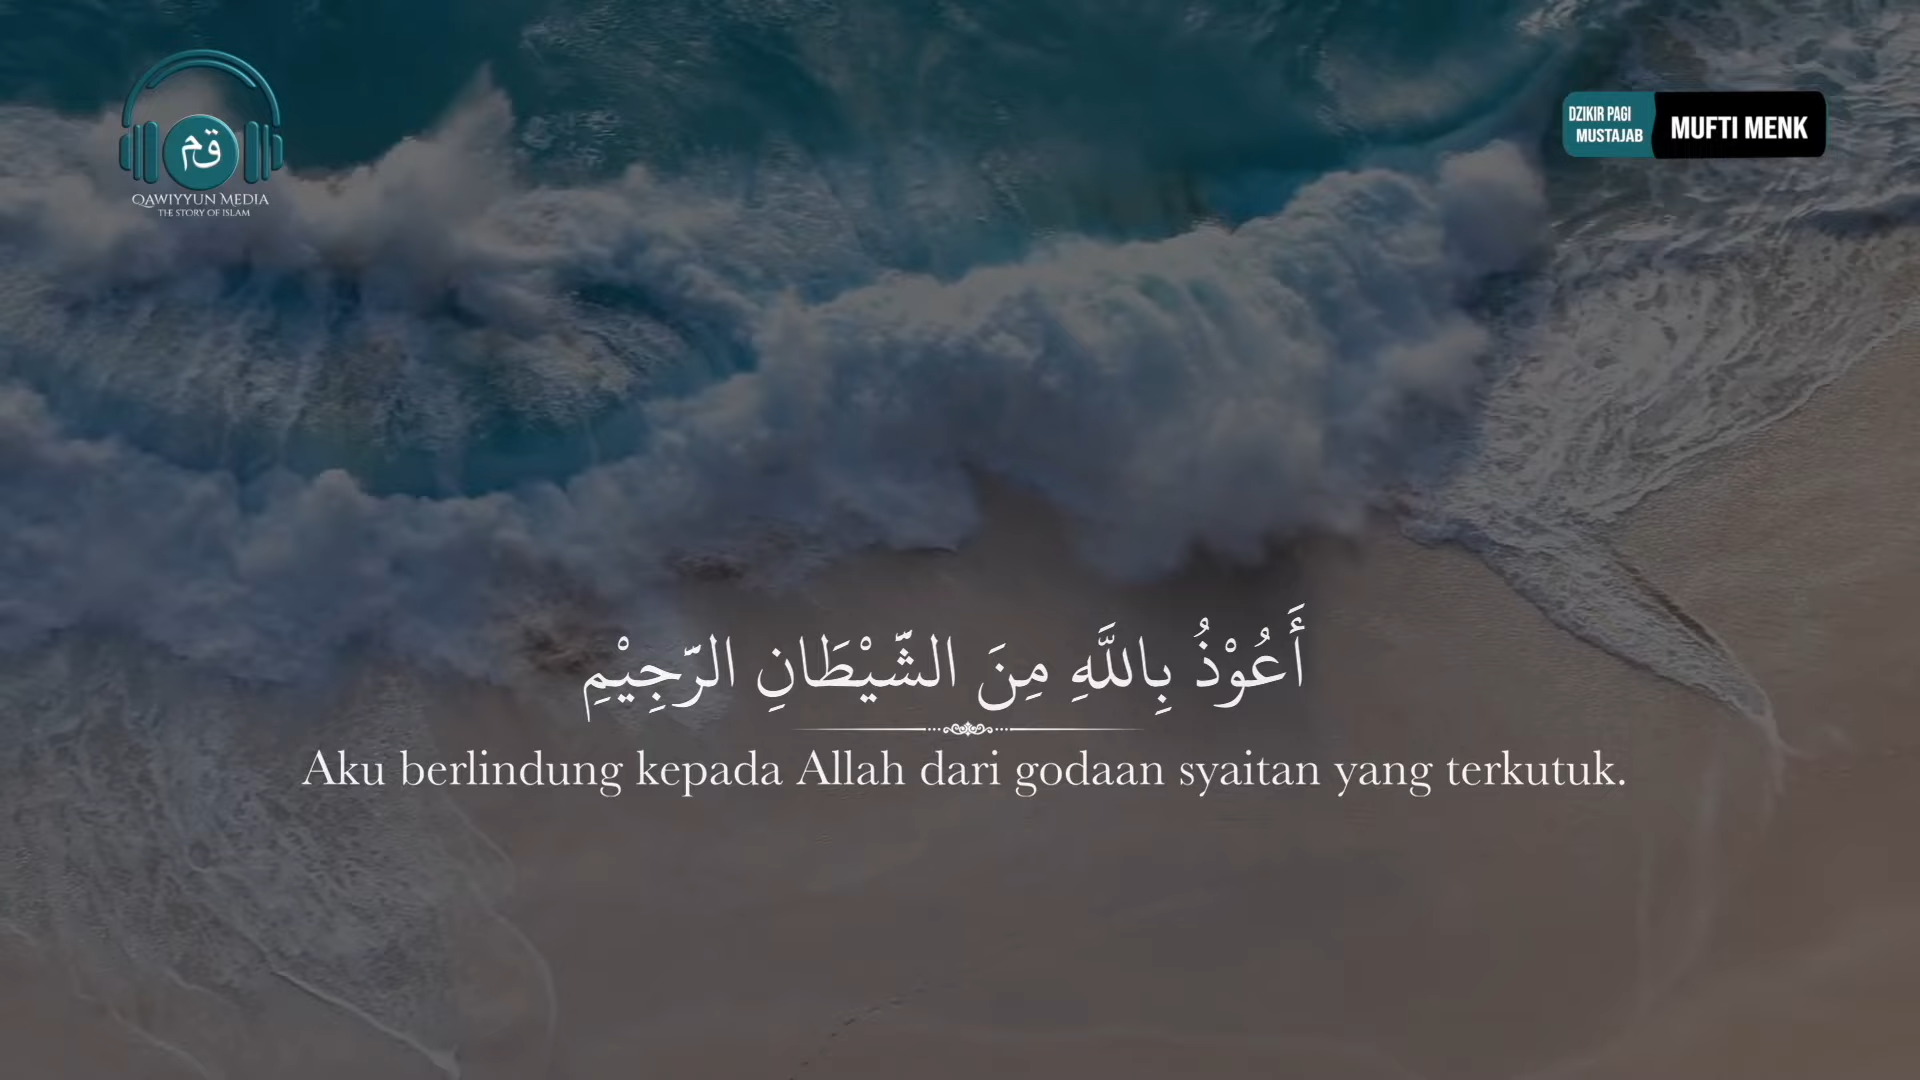 قم
QAWIYYUN MEDIA
THE STORY OF ISLAM
DZIKIR PAGI
MUSTAJAB
MUFTI MENK
أَعُوْذُ بِاللَّهِ مِنَ الشَّيْطَانِ الرَّجِيْمِ
Aku berlindung kepada Allah dari godaan syaitan yang terkutuk.